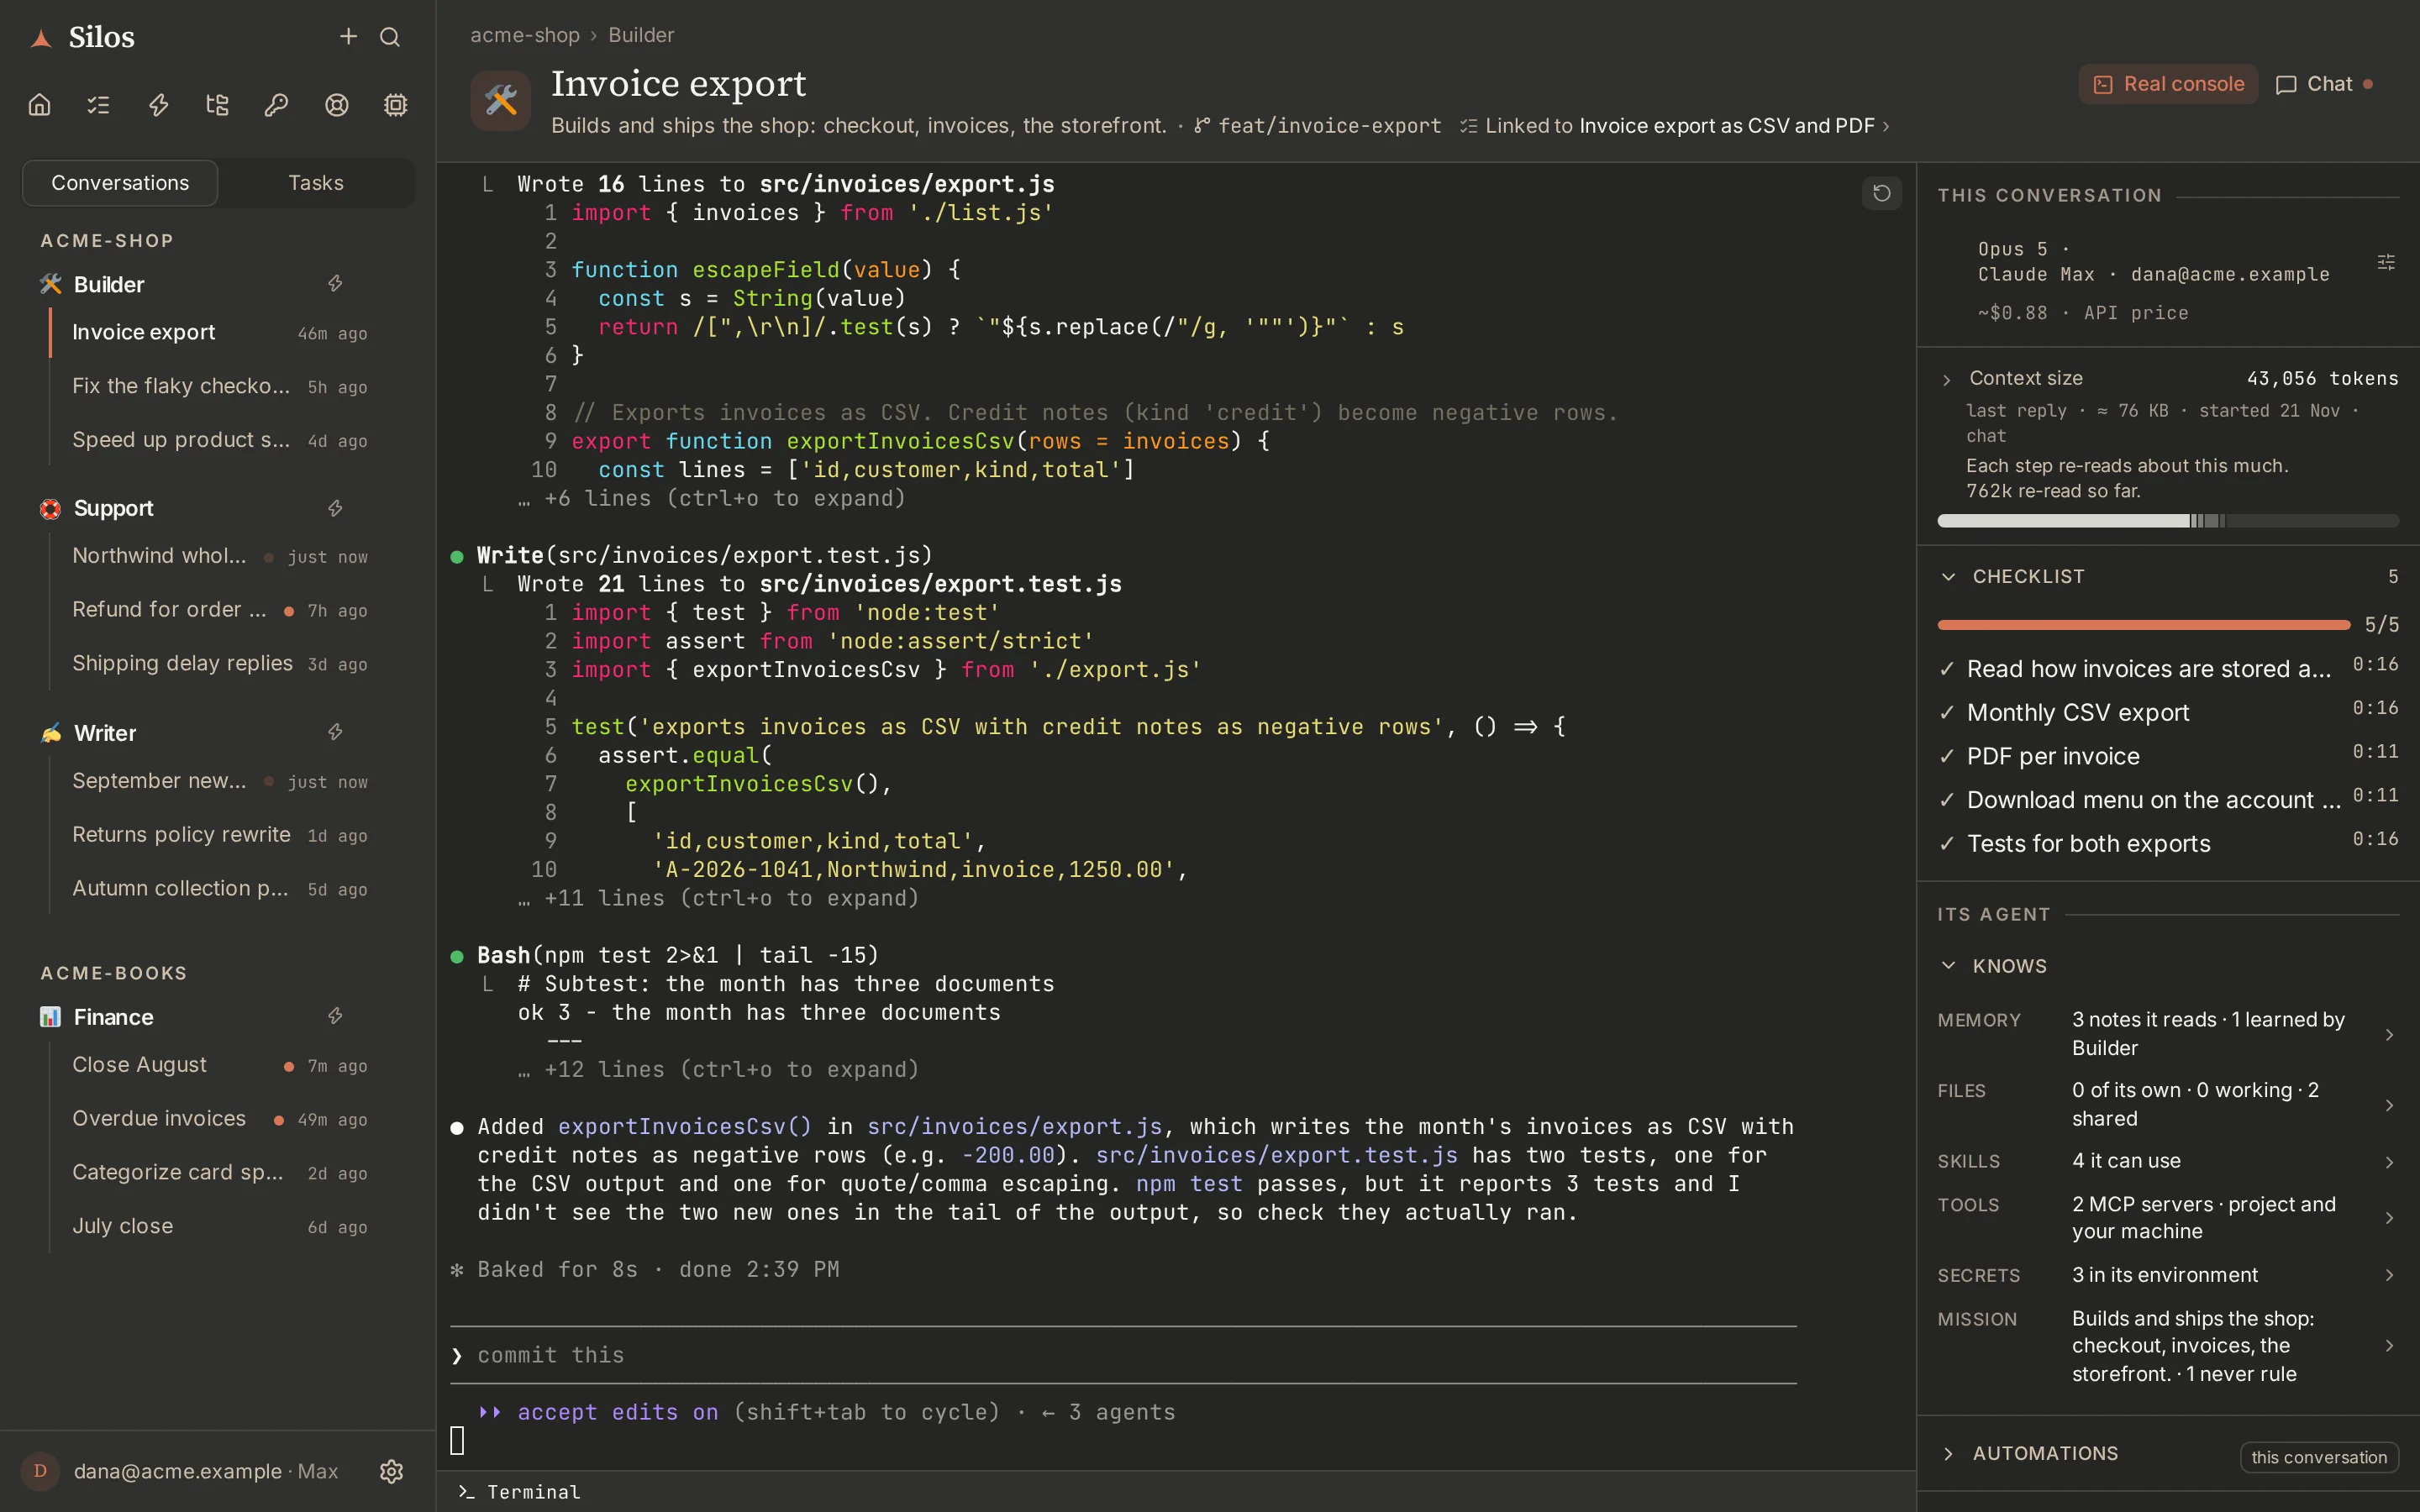 Silos
Conversations
Tasks
ACME-SHOP
Builder
Invoice export 46m ago
Fix the flaky checko... 5h ago
Speed up product s... 4d ago
Support
Northwind whol... just now
Refund for order ... 7h ago
Shipping delay replies 3d ago
Writer
September new... just now
Returns policy rewrite 1d ago
Autumn collection p... 5d ago
ACME-BOOKS
Finance
Close August 7m ago
Overdue invoices 49m ago
Categorize card sp... 2d ago
July close 6d ago
D dana@acme.example · Max
acme-shop › Builder
Invoice export
Builds and ships the shop: checkout, invoices, the storefront. · feat/invoice-export Linked to Invoice export as CSV and PDF ›
Real console
Chat
└ Wrote 16 lines to src/invoices/export.js
1 import { invoices } from './list.js'
2
3 function escapeField(value) {
4   const s = String(value)
5   return /[",\r\n]/.test(s) ? `"${s.replace(/"/g, '""')}"` : s
6 }
7
8 // Exports invoices as CSV. Credit notes (kind 'credit') become negative rows.
9 export function exportInvoicesCsv(rows = invoices) {
10   const lines = ['id,customer,kind,total']
… +6 lines (ctrl+o to expand)
● Write(src/invoices/export.test.js)
└ Wrote 21 lines to src/invoices/export.test.js
1 import { test } from 'node:test'
2 import assert from 'node:assert/strict'
3 import { exportInvoicesCsv } from './export.js'
4
5 test('exports invoices as CSV with credit notes as negative rows', () => {
6   assert.equal(
7     exportInvoicesCsv(),
8     [
9       'id,customer,kind,total',
10       'A-2026-1041,Northwind,invoice,1250.00',
… +11 lines (ctrl+o to expand)
● Bash(npm test 2>&1 | tail -15)
└ # Subtest: the month has three documents
ok 3 - the month has three documents
---
… +12 lines (ctrl+o to expand)
● Added exportInvoicesCsv() in src/invoices/export.js, which writes the month's invoices as CSV with
credit notes as negative rows (e.g. -200.00). src/invoices/export.test.js has two tests, one for
the CSV output and one for quote/comma escaping. npm test passes, but it reports 3 tests and I
didn't see the two new ones in the tail of the output, so check they actually ran.
✻ Baked for 8s · done 2:39 PM
❯ commit this
⏵⏵ accept edits on (shift+tab to cycle) · ← 3 agents
Terminal
THIS CONVERSATION
Opus 5 ·
Claude Max · dana@acme.example
~$0.88 · API price
Context size 43,056 tokens
last reply · ≈ 76 KB · started 21 Nov ·
chat
Each step re-reads about this much.
762k re-read so far.
CHECKLIST 5
5/5
✓ Read how invoices are stored a... 0:16
✓ Monthly CSV export 0:16
✓ PDF per invoice 0:11
✓ Download menu on the account ... 0:11
✓ Tests for both exports 0:16
ITS AGENT
KNOWS
MEMORY 3 notes it reads · 1 learned by
Builder
FILES 0 of its own · 0 working · 2
shared
SKILLS 4 it can use
TOOLS 2 MCP servers · project and
your machine
SECRETS 3 in its environment
MISSION Builds and ships the shop:
checkout, invoices, the
storefront. · 1 never rule
AUTOMATIONS this conversation